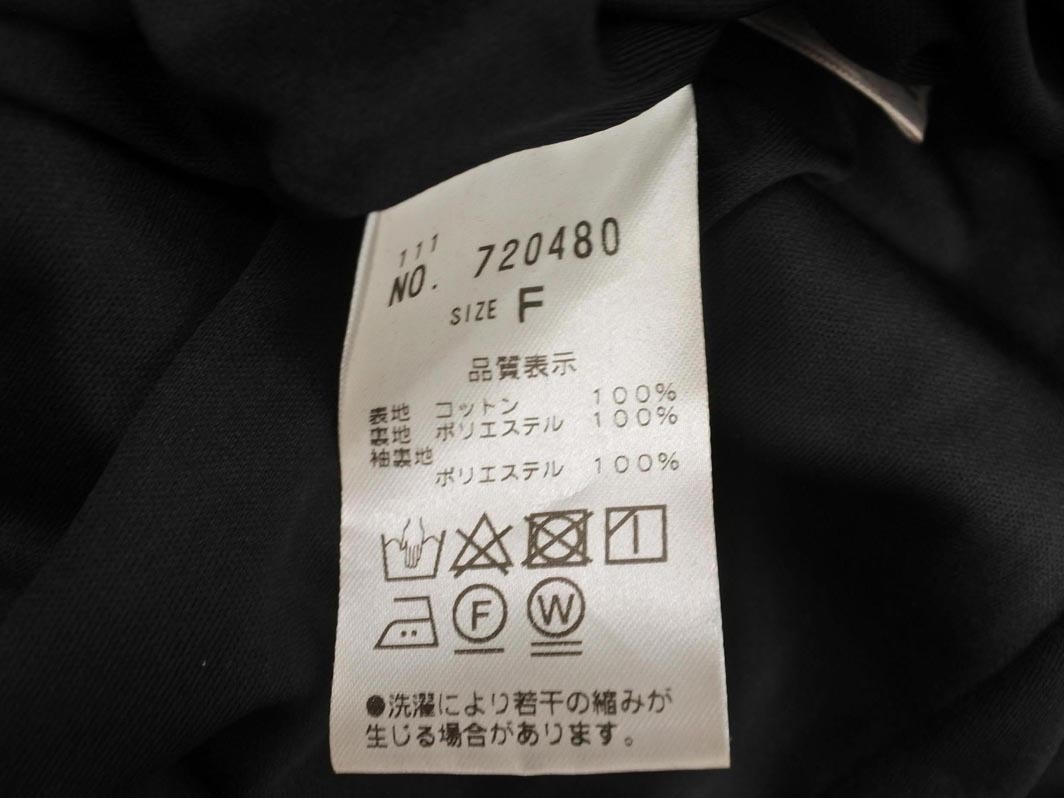 111
NO. 720480
SIZE F
品質表示
表地 コットン 100%
裏地 ポリエステル 100%
袖裏地
ポリエステル 100%
F W
●洗濯により若干の縮みが
生じる場合があります。